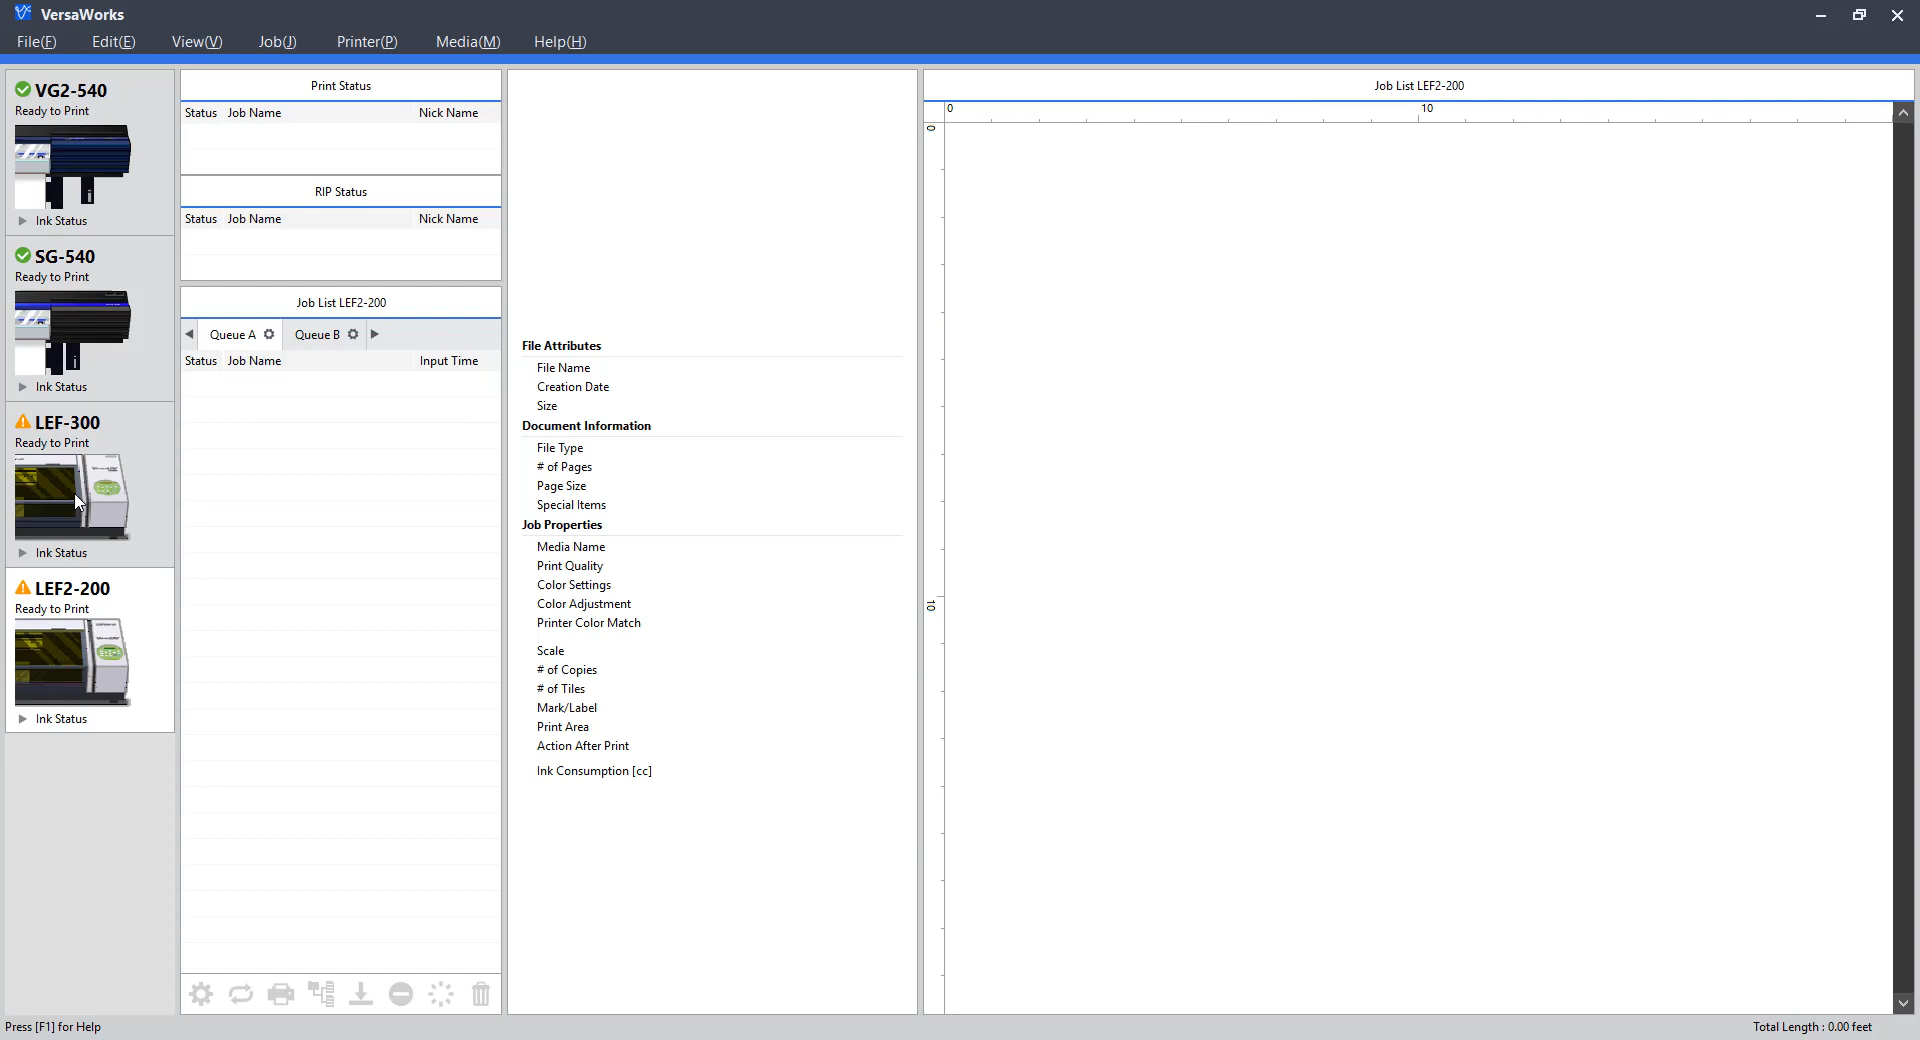 VersaWorks
File(F) Edit(E) View(V) Job(J) Printer(P) Media(M) Help(H)
VG2-540
Ready to Print
Ink Status
SG-540
Ready to Print
Ink Status
LEF-300
Ready to Print
Ink Status
LEF2-200
Ready to Print
Ink Status
Print Status
Status Job Name Nick Name
RIP Status
Status Job Name Nick Name
Job List LEF2-200
Queue A Queue B
Status Job Name Input Time
File Attributes
File Name
Creation Date
Size
Document Information
File Type
# of Pages
Page Size
Special Items
Job Properties
Media Name
Print Quality
Color Settings
Color Adjustment
Printer Color Match
Scale
# of Copies
# of Tiles
Mark/Label
Print Area
Action After Print
Ink Consumption [cc]
Job List LEF2-200
0 10
0
10
Press [F1] for Help
Total Length : 0.00 feet